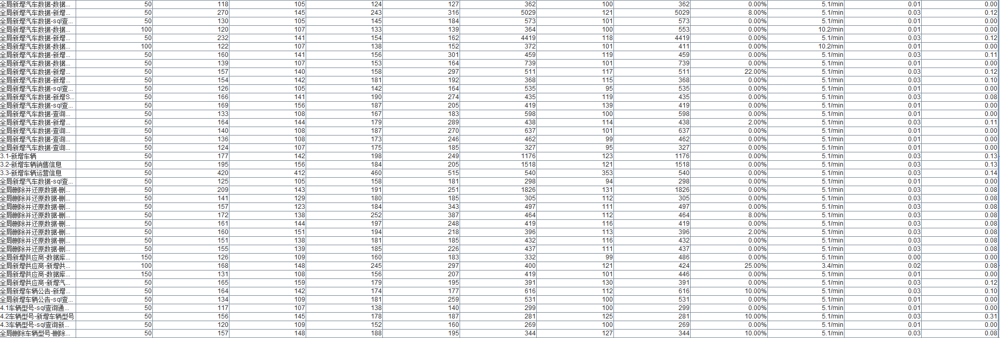 全局新增汽车数据-数据... 50 118 105 124 127 362 100 362 0.00% 5.1/min 0.01 0.00
全局新增汽车数据-新增... 50 270 145 243 316 5029 121 5029 8.00% 5.1/min 0.03 0.12
全局新增汽车数据-sql查... 50 130 105 145 184 573 101 573 0.00% 5.1/min 0.01 0.00
全局新增汽车数据-数据... 100 120 107 133 139 364 100 553 0.00% 10.2/min 0.01 0.00
全局新增汽车数据-新增... 50 232 141 154 162 4419 118 4419 0.00% 5.1/min 0.03 0.12
全局新增汽车数据-数据... 100 122 107 138 152 372 101 411 0.00% 10.2/min 0.01 0.00
全局新增汽车数据-新增... 50 160 141 156 301 459 119 459 0.00% 5.1/min 0.03 0.11
全局新增汽车数据-数据... 50 139 107 153 164 739 101 739 0.00% 5.1/min 0.01 0.00
全局新增汽车数据-新增... 50 157 140 158 297 511 117 511 22.00% 5.1/min 0.03 0.12
全局新增汽车数据-新增... 50 154 142 181 192 368 115 368 0.00% 5.1/min 0.03 0.10
全局新增汽车数据-sql查... 50 126 105 142 164 535 95 535 0.00% 5.1/min 0.01 0.00
全局新增汽车数据-新增S... 50 166 141 190 274 435 119 435 0.00% 5.1/min 0.03 0.08
全局新增汽车数据-sql查... 50 169 156 187 205 419 139 419 0.00% 5.1/min 0.01 0.00
全局新增汽车数据-查询... 50 133 108 167 183 598 100 598 0.00% 5.1/min 0.01 0.00
全局新增汽车数据-新增... 50 164 144 179 289 438 114 438 2.00% 5.1/min 0.03 0.11
全局新增汽车数据-查询... 50 140 108 187 270 637 101 637 0.00% 5.1/min 0.01 0.00
全局新增汽车数据-查询... 50 136 108 173 246 462 99 462 0.00% 5.1/min 0.01 0.00
全局新增汽车数据-查询... 50 124 107 175 185 327 95 327 0.00% 5.1/min 0.01 0.00
3.1-新增车辆 50 177 142 198 249 1176 123 1176 0.00% 5.1/min 0.03 0.13
3.2-新增车辆销售信息 50 195 156 184 205 1518 121 1518 0.00% 5.1/min 0.03 0.13
3.3-新增车辆运营信息 50 420 412 460 515 540 353 540 0.00% 5.1/min 0.03 0.14
全局新增汽车数据-sql查... 50 125 105 158 181 298 94 298 0.00% 5.1/min 0.01 0.00
全局删除并还原数据-删... 50 209 143 191 251 1826 131 1826 0.00% 5.1/min 0.03 0.08
全局删除并还原数据-删... 50 141 129 180 185 305 112 305 0.00% 5.1/min 0.03 0.08
全局删除并还原数据-删... 50 157 123 184 343 497 111 497 0.00% 5.1/min 0.03 0.08
全局删除并还原数据-删... 50 172 138 252 387 464 112 464 8.00% 5.1/min 0.03 0.08
全局删除并还原数据-删... 50 161 144 197 248 419 116 419 0.00% 5.1/min 0.03 0.08
全局删除并还原数据-删... 50 160 151 194 218 396 113 396 2.00% 5.1/min 0.03 0.08
全局删除并还原数据-删... 50 151 138 181 185 432 116 432 0.00% 5.1/min 0.03 0.08
全局删除并还原数据-删... 50 155 139 185 226 437 111 437 0.00% 5.1/min 0.03 0.08
全局新增供应商-数据库... 150 126 109 160 183 332 99 486 0.00% 5.1/min 0.00 0.00
全局新增供应商-新增供... 100 168 148 245 297 400 121 424 25.00% 3.4/min 0.02 0.08
全局新增供应商-数据库... 150 131 108 156 207 419 101 446 0.00% 5.1/min 0.01 0.00
全局新增供应商-新增汽... 50 165 159 179 195 391 130 391 0.00% 5.1/min 0.03 0.12
全局新增车辆公告-新增... 50 164 142 174 177 616 112 616 10.00% 5.1/min 0.03 0.10
全局新增车辆公告-sql查... 50 134 109 181 259 531 100 531 0.00% 5.1/min 0.01 0.00
4.1车辆型号-sql查询通... 50 117 107 138 140 299 100 299 0.00% 5.1/min 0.01 0.00
4.2车辆型号-新增车辆型号 50 156 145 178 187 281 125 281 10.00% 5.1/min 0.03 0.31
4.3车辆型号-sql查询新... 50 120 109 152 160 269 100 269 0.00% 5.1/min 0.01 0.00
全局删除车辆型号-删除... 50 157 148 188 195 344 127 344 10.00% 5.1/min 0.03 0.08